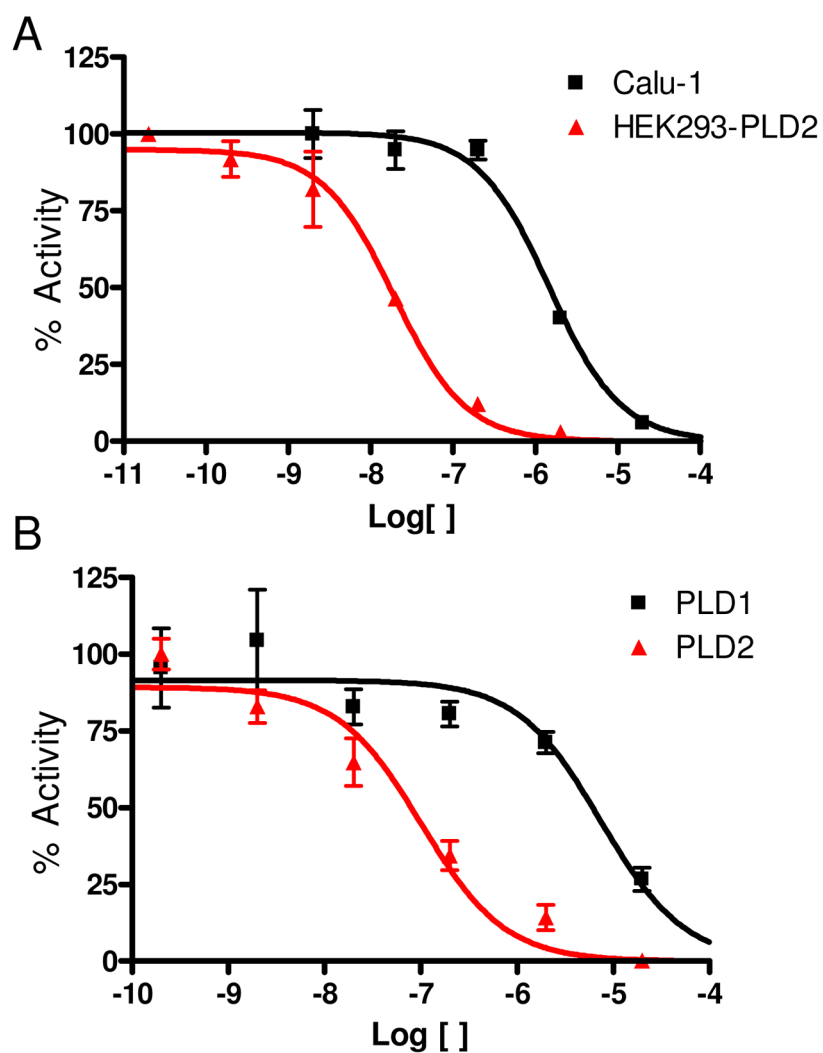 A
125
100
75
50
25
0
% Activity
Calu-1
HEK293-PLD2
-11 -10 -9 -8 -7 -6 -5 -4
Log[ ]
B
125
100
75
50
25
0
% Activity
PLD1
PLD2
-10 -9 -8 -7 -6 -5 -4
Log [ ]